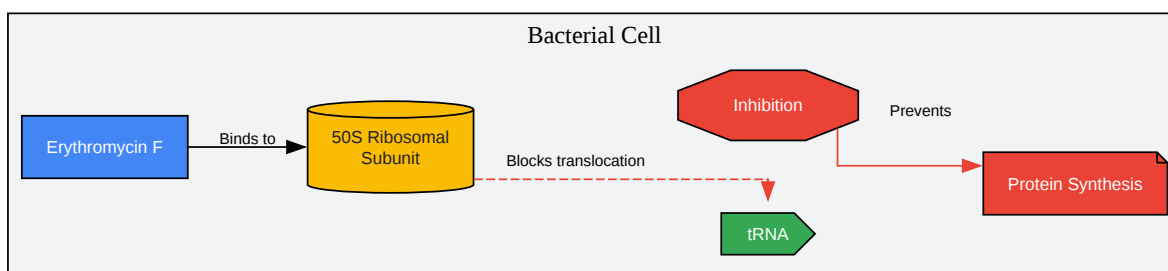 Bacterial Cell
Erythromycin F
Binds to
50S Ribosomal
Subunit
Blocks translocation
tRNA
Inhibition
Prevents
Protein Synthesis